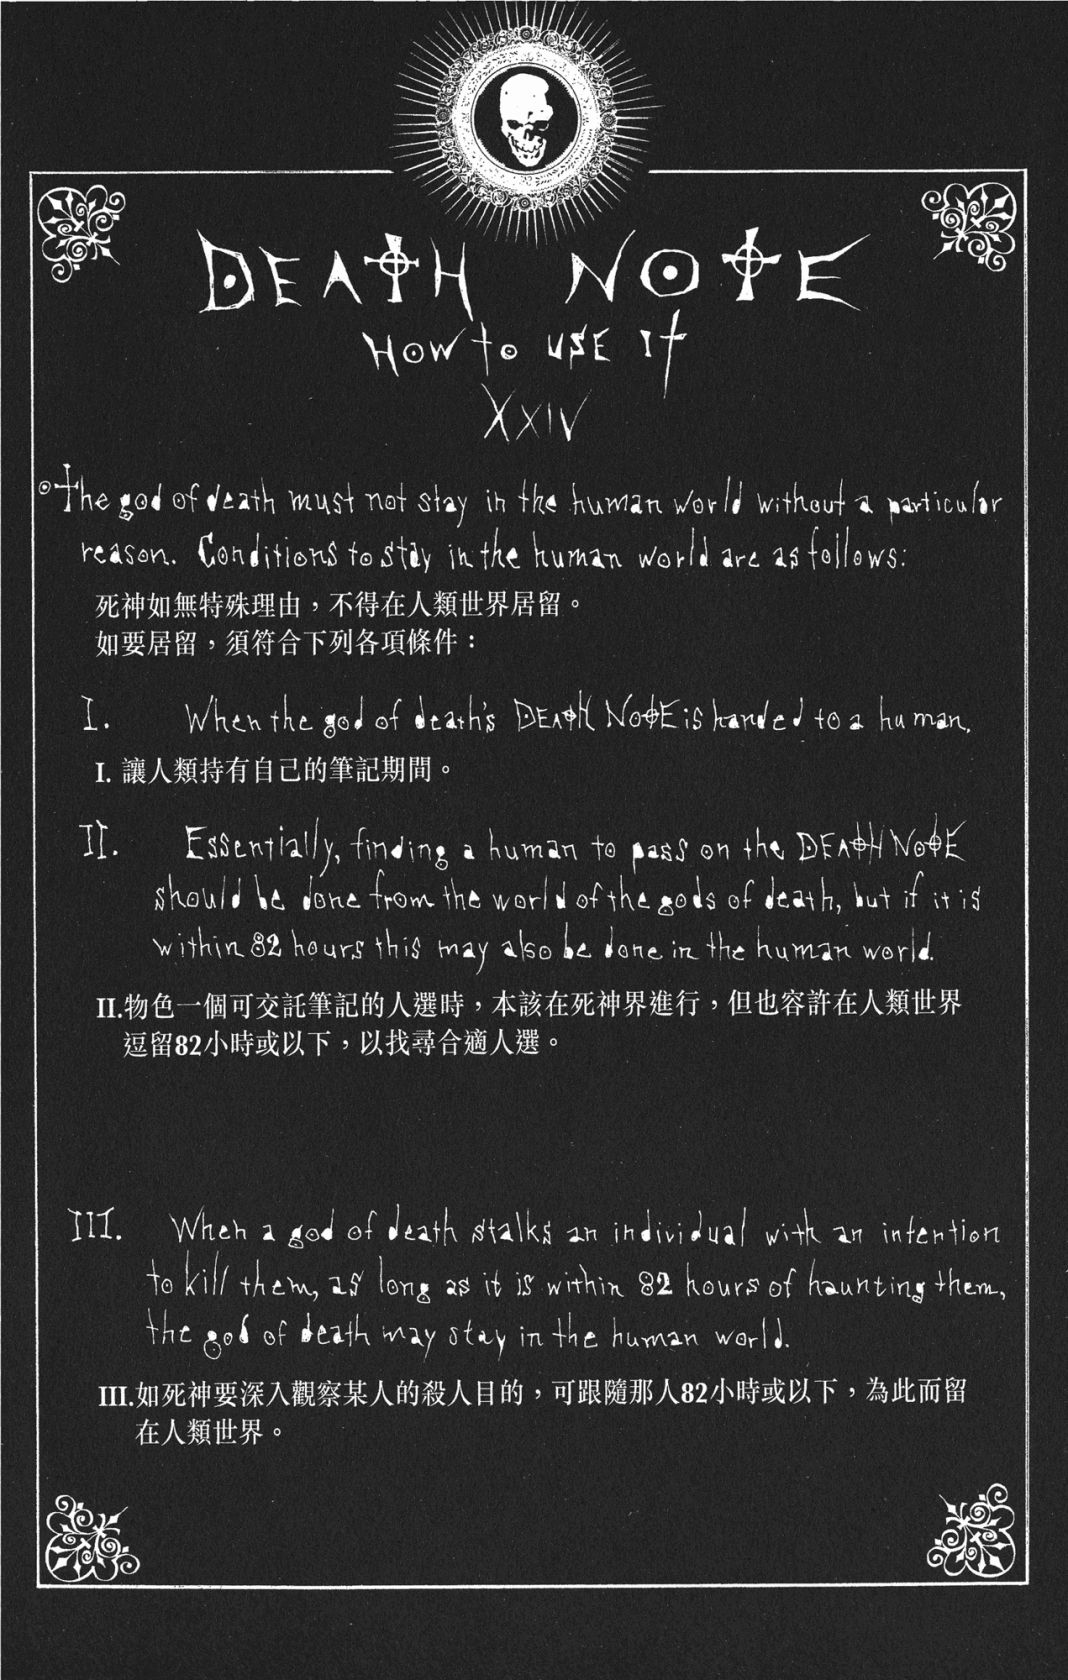 DEATH NOTE
HOW to USE It
XXIV
The god of death must not stay in the human world without a particular
reason. Conditions to stay in the human world are as follows:
死神如無特殊理由，不得在人類世界居留。
如要居留，須符合下列各項條件：
I. When the god of death's DEATH NOTE is handed to a human.
I. 讓人類持有自己的筆記期間。
II. Essentially, finding a human to pass on the DEATH NOTE
should be done from the world of the gods of death, but if it is
within 82 hours this may also be done in the human world.
II.物色一個可交託筆記的人選時，本該在死神界進行，但也容許在人類世界
逗留82小時或以下，以找尋合適人選。
III. When a god of death stalks an individual with an intention
to kill them, as long as it is within 82 hours of haunting them,
the god of death may stay in the human world.
III.如死神要深入觀察某人的殺人目的，可跟隨那人82小時或以下，為此而留
在人類世界。